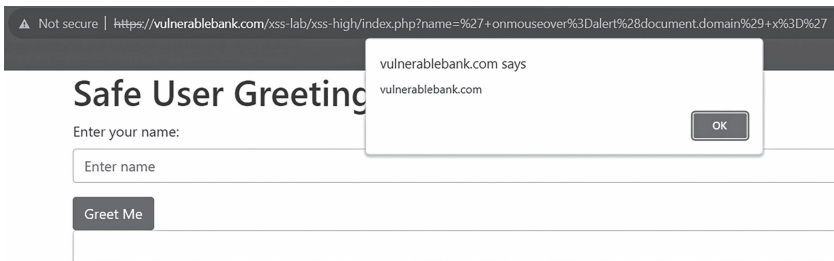 Not secure | https://vulnerablebank.com/xss-lab/xss-high/index.php?name=%27+onmouseover%3Dalert%28document.domain%29+x%3D%27
vulnerablebank.com says
vulnerablebank.com
OK
Safe User Greeting
Enter your name:
Enter name
Greet Me